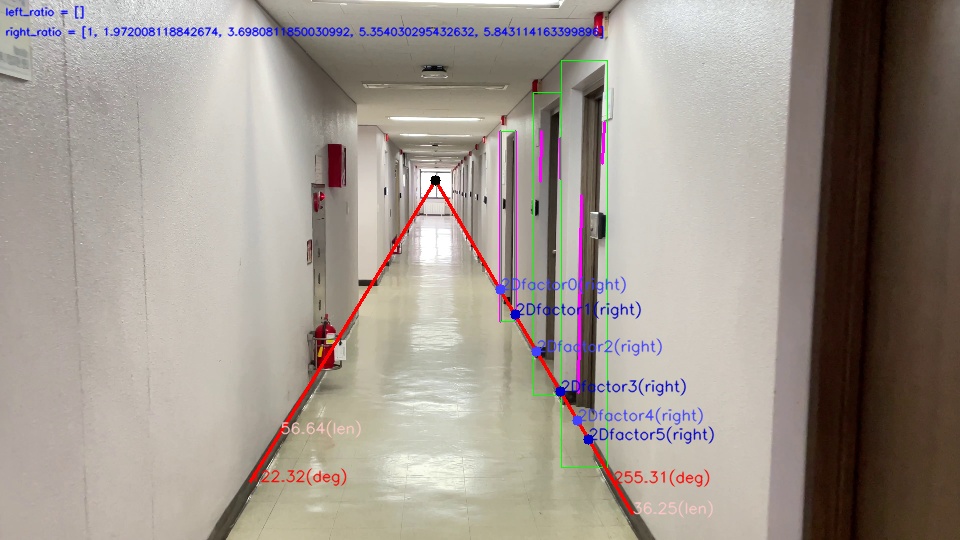 left_ratio = []
right_ratio = [1, 1.972008118842674, 3.6980811850030992, 5.354030295432632, 5.843114163399896]
2Dfactor0(right)
2Dfactor1(right)
2Dfactor2(right)
2Dfactor3(right)
2Dfactor4(right)
56.64(len)
2Dfactor5(right)
22.32(deg)
255.31(deg)
36.25(len)